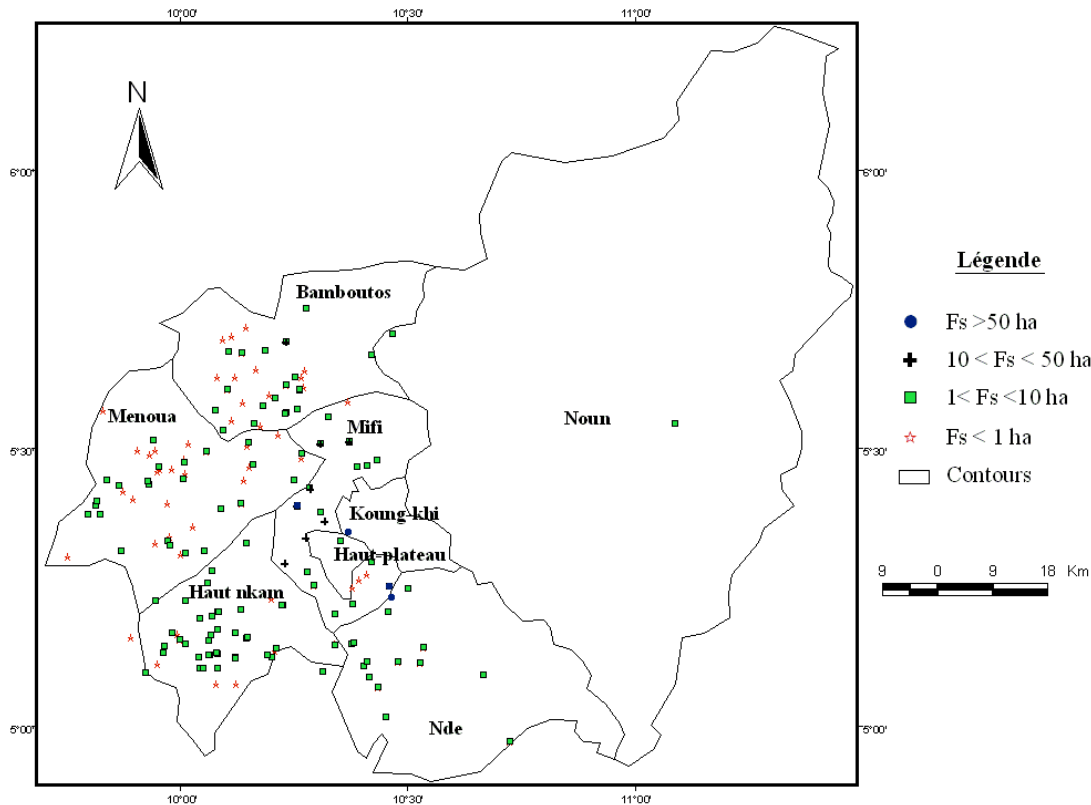 10°00' 10°30' 11°00'
N
6°00' 6°00'
Légende
Bamboutos
Fs >50 ha
10 < Fs < 50 ha
1< Fs <10 ha
Menoua
Mifi
Noun
Fs < 1 ha
5°30' 5°30'
Contours
Koung-khi
Haut-plateau
Haut nkam
9 0 9 18 Km
5°00' 5°00'
Nde
10°00' 10°30' 11°00'